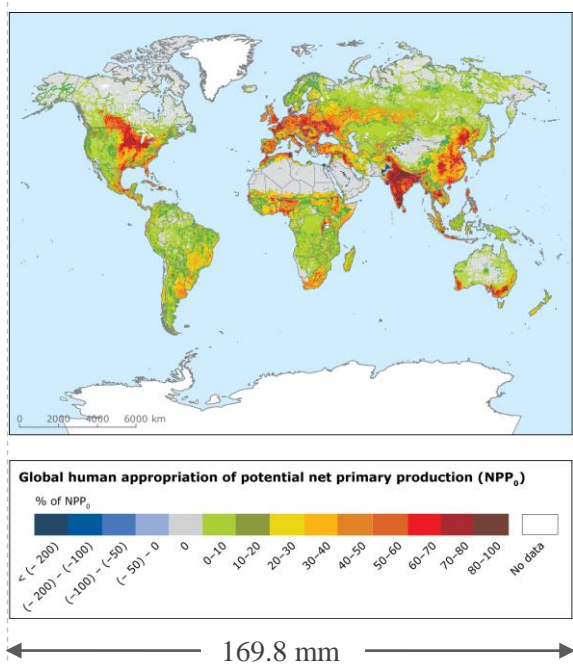 0 2000 4000 6000 km
Global human appropriation of potential net primary production (NPP₀)
% of NPP₀
< (− 200)
(− 200) – (−100)
(−100) – (−50)
(− 50) – 0
0
0–10
10–20
20–30
30–40
40–50
50–60
60–70
70–80
80–100
No data
169.8 mm